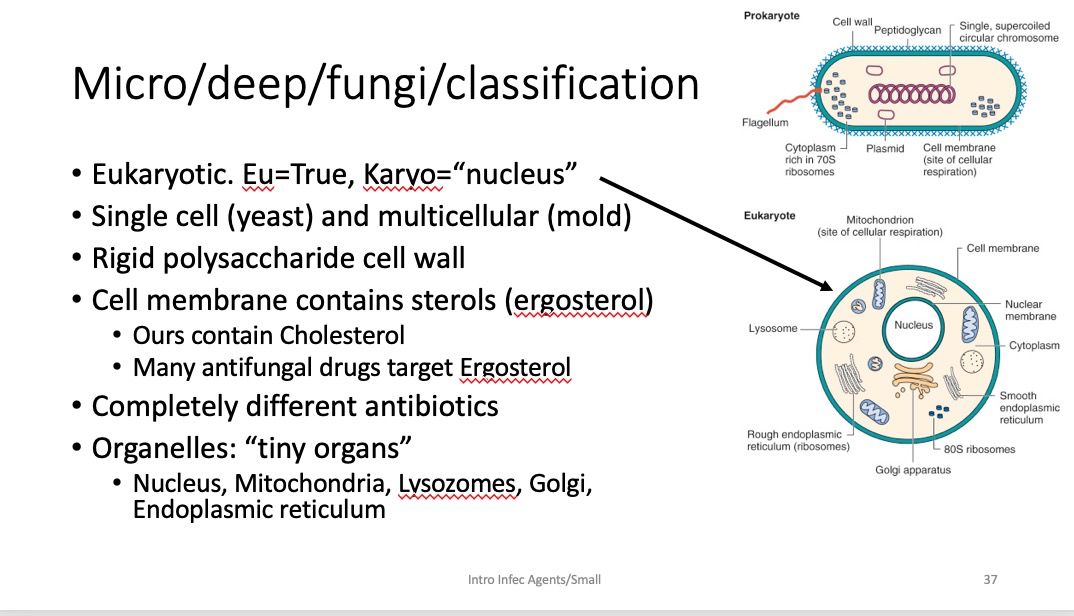 Micro/deep/fungi/classification
• Eukaryotic. Eu=True, Karyo=“nucleus”
• Single cell (yeast) and multicellular (mold)
• Rigid polysaccharide cell wall
• Cell membrane contains sterols (ergosterol)
• Ours contain Cholesterol
• Many antifungal drugs target Ergosterol
• Completely different antibiotics
• Organelles: “tiny organs”
• Nucleus, Mitochondria, Lysozomes, Golgi,
Endoplasmic reticulum
Prokaryote
Cell wall
Peptidoglycan
Single, supercoiled
circular chromosome
Flagellum
Cytoplasm
rich in 70S
ribosomes
Plasmid
Cell membrane
(site of cellular
respiration)
Eukaryote
Mitochondrion
(site of cellular respiration)
Cell membrane
Nuclear
membrane
Lysosome
Nucleus
Cytoplasm
Smooth
endoplasmic
reticulum
Rough endoplasmic
reticulum (ribosomes)
80S ribosomes
Golgi apparatus
Intro Infec Agents/Small
37